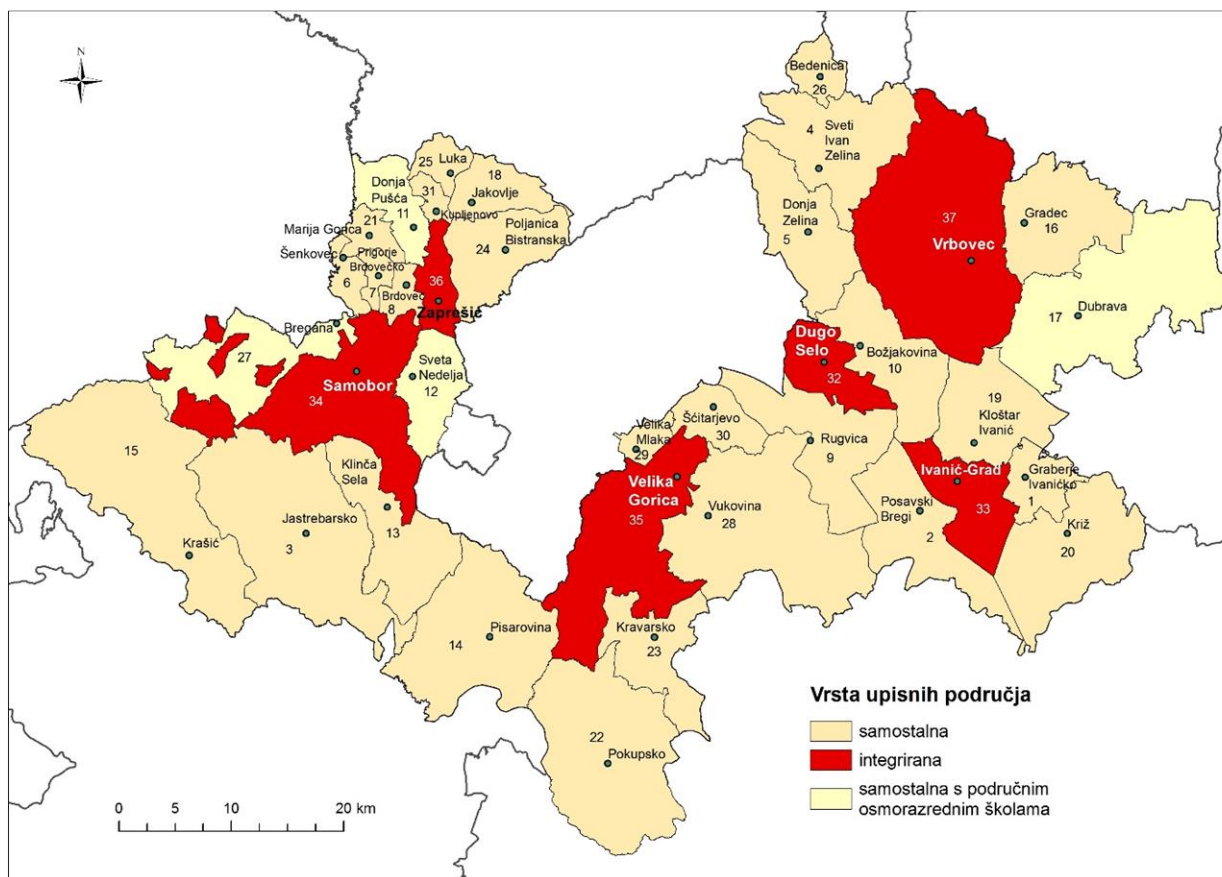 N
Bedenica
26
4
Sveti
Ivan
Zelina
25
Luka
18
Donja
Pušća
11
31
Jakovlje
Kupljenovo
37
Vrbovec
Gradec
16
Donja
Zelina
5
21
Marija Gorica
Poljanica
Bistranska
24
Šenkovec
Prigorje
Brdovečko
6
7
Brdovec
8
36
Zaprešić
17
Dubrava
Bregana
27
Dugo
Selo
32
Božjakovina
10
Samobor
34
Sveta
Nedelja
12
19
Kloštar
Ivanić
Šćitarjevo
30
Velika
Mlaka
29
Rugvica
9
15
Klinča
Sela
Ivanić-Grad
33
Graberje
Ivaničko
1
Velika
Gorica
35
Vukovina
28
Posavski
Bregi
2
Križ
20
Jastrebarsko
3
13
Krašić
Pisarovina
14
Kravarsko
23
22
Pokupsko
Vrsta upisnih područja
samostalna
integrirana
samostalna s područnim
osmorazrednim školama
0 5 10 20 km